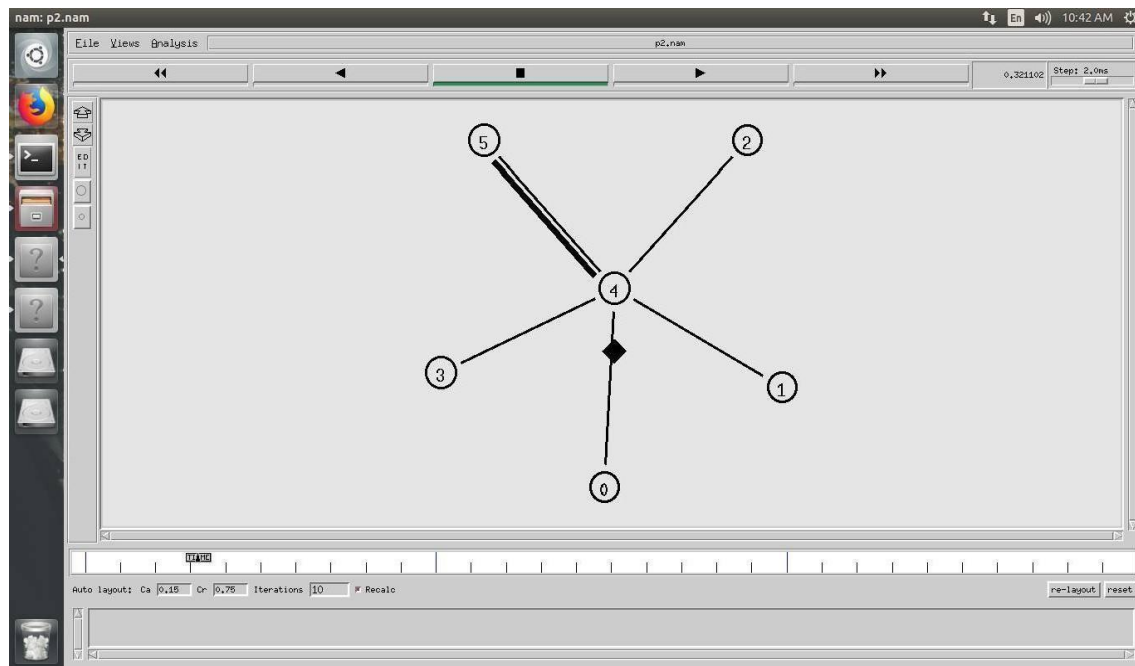 nam: p2.nam
En
10:42 AM
File Views Analysis
p2.nam
0.321102
Step: 2.0ms
ED
IT
5
2
4
3
1
0
TIME
Auto layout: Ca 0.15 Cr 0.75 Iterations 10 Recalc
re-layout reset